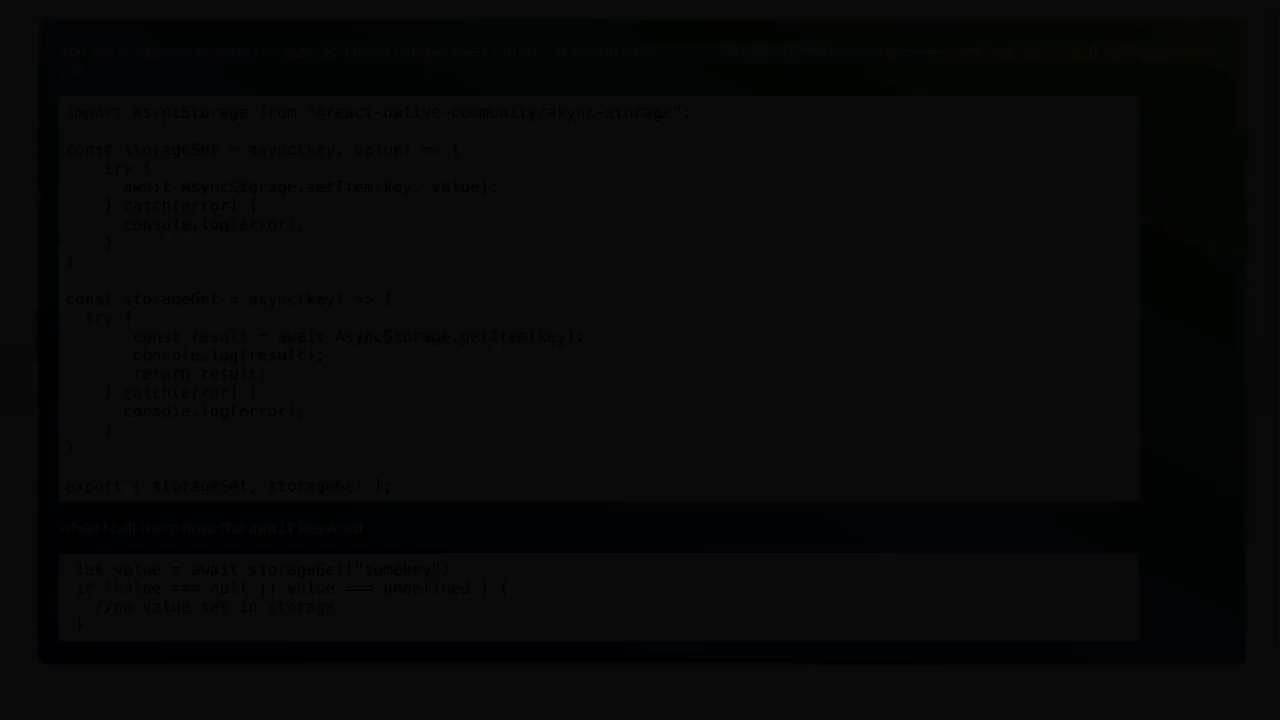 import AsyncStorage from "@react-native-community/async-storage";
const storageSet = async(key, value) => {
try {
await AsyncStorage.setItem(key, value);
} catch(error) {
console.log(error);
}
}
const storageGet = async(key) => {
try {
const result = await AsyncStorage.getItem(key);
console.log(result);
return result;
} catch(error) {
console.log(error);
}
}
export { storageSet, storageGet };
when I call them note the await keyword
let value = await storageGet("somekey")
if (value === null || value === undefined ) {
//no value set in storage
}